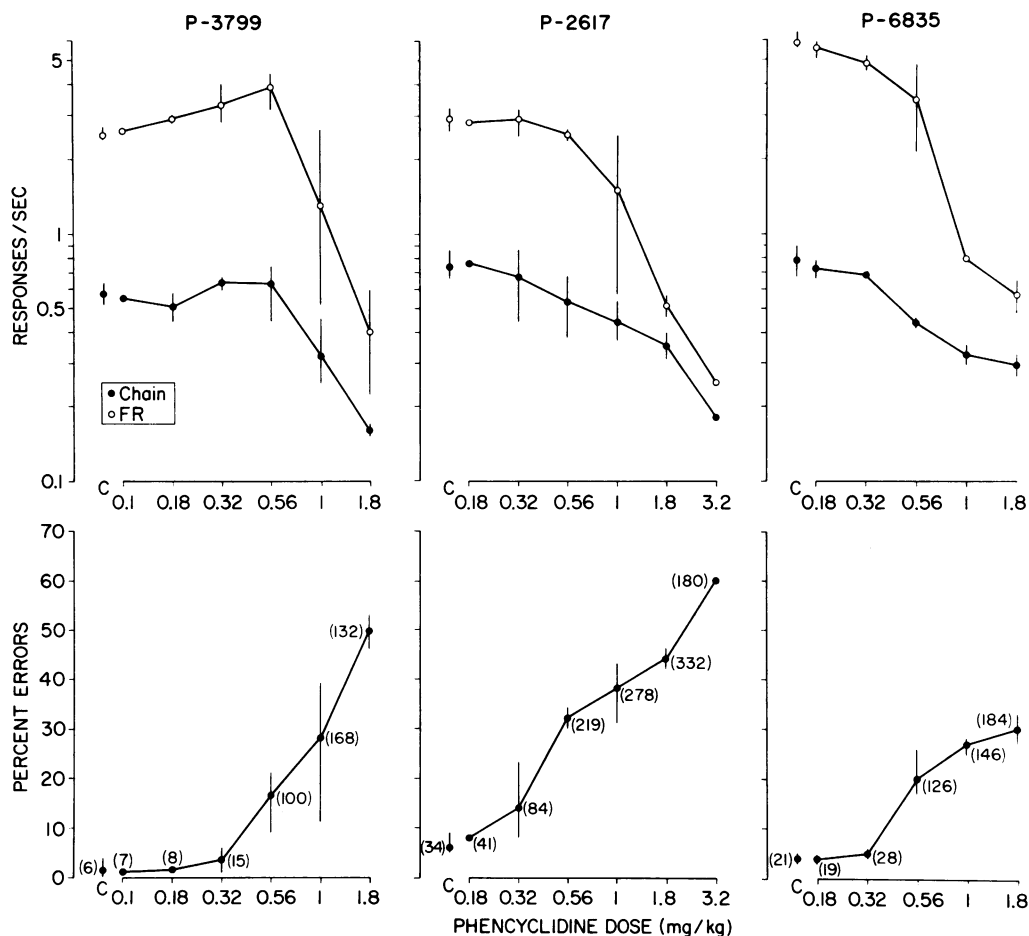 P-3799 P-2617 P-6835
RESPONSES/SEC
5
1
0.5
0.1
● Chain
○ FR
C 0.1 0.18 0.32 0.56 1 1.8
C 0.18 0.32 0.56 1 1.8 3.2
C 0.18 0.32 0.56 1 1.8
PERCENT ERRORS
70
60
50
40
30
20
10
0
(6) (7) (8) (15) (100) (168) (132)
(34) (41) (84) (219) (278) (332) (180)
(21) (19) (28) (126) (146) (184)
C 0.1 0.18 0.32 0.56 1 1.8
C 0.18 0.32 0.56 1 1.8 3.2
C 0.18 0.32 0.56 1 1.8
PHENCYCLIDINE DOSE (mg/kg)